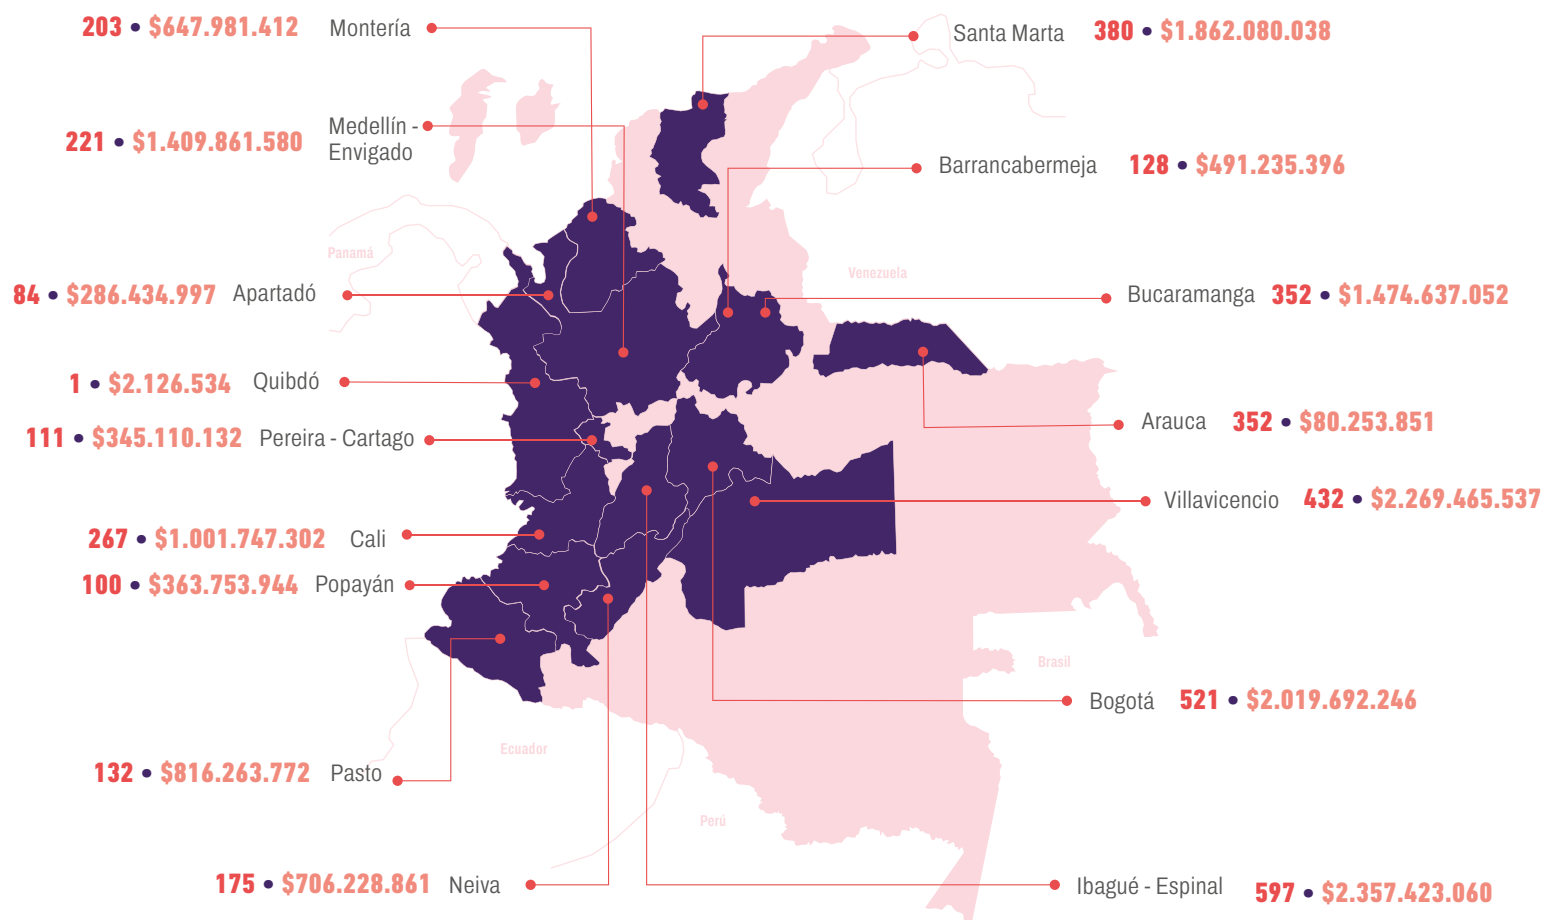 203 • $647.981.412 Montería
Santa Marta 380 • $1.862.080.038
Medellín -
Envigado
221 • $1.409.861.580
Barrancabermeja 128 • $491.235.396
Panamá
Venezuela
84 • $286.434.997 Apartadó
Bucaramanga 352 • $1.474.637.052
1 • $2.126.534 Quibdó
Arauca 352 • $80.253.851
111 • $345.110.132 Pereira - Cartago
Villavicencio 432 • $2.269.465.537
267 • $1.001.747.302 Cali
100 • $363.753.944 Popayán
Brasil
Bogotá 521 • $2.019.692.246
Ecuador
132 • $816.263.772 Pasto
Perú
175 • $706.228.861 Neiva
Ibagué - Espinal 597 • $2.357.423.060